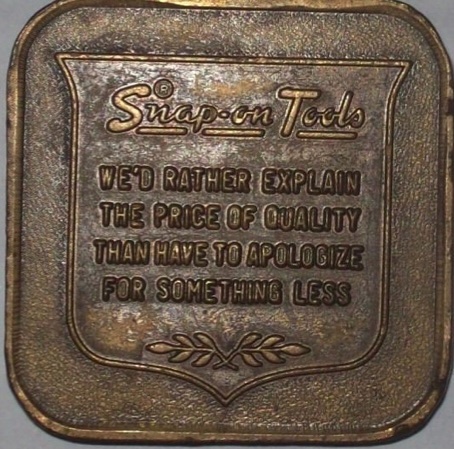 Snap-on Tools
®
WE'D RATHER EXPLAIN
THE PRICE OF QUALITY
THAN HAVE TO APOLOGIZE
FOR SOMETHING LESS